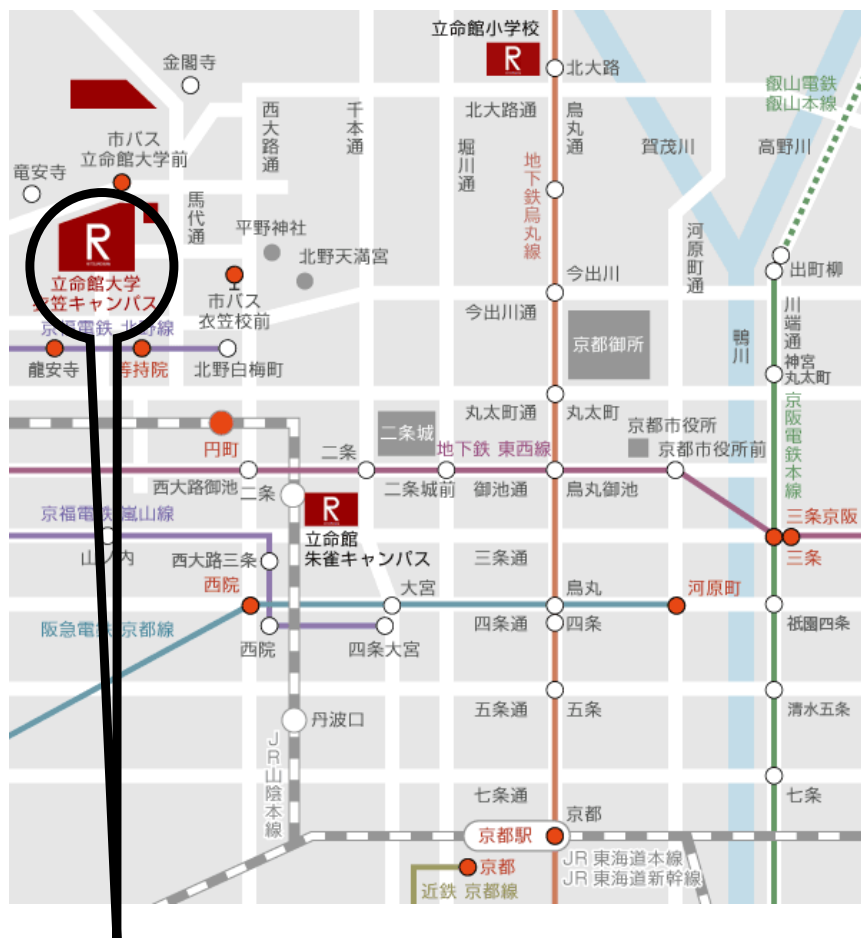 立命館小学校
R
北大路
金閣寺
叡山電鉄
叡山本線
西大路通
千本通
北大路通
烏丸通
堀川通
賀茂川
高野川
市バス
立命館大学前
竜安寺
地下鉄烏丸線
馬代通
平野神社
北野天満宮
河原町通
R
立命館大学
衣笠キャンパス
市バス
衣笠校前
今出川
今出川通
出町柳
川端通
京福電鉄 北野線
京都御所
鴨川
龍安寺
等持院
北野白梅町
神宮
丸太町
丸太町通
丸太町
京阪電鉄本線
二条城
京都市役所
円町
二条
地下鉄 東西線
京都市役所前
西大路御池
二条
二条城前
御池通
烏丸御池
R
京福電鉄 嵐山線
立命館
朱雀キャンパス
三条京阪
山ノ内
西大路三条
三条通
三条
西院
大宮
烏丸
河原町
阪急電鉄 京都線
西院
四条大宮
四条通
四条
祇園四条
五条通
五条
清水五条
丹波口
JR山陰本線
七条通
七条
京都
京都駅
JR 東海道本線
JR 東海道新幹線
京都
近鉄 京都線